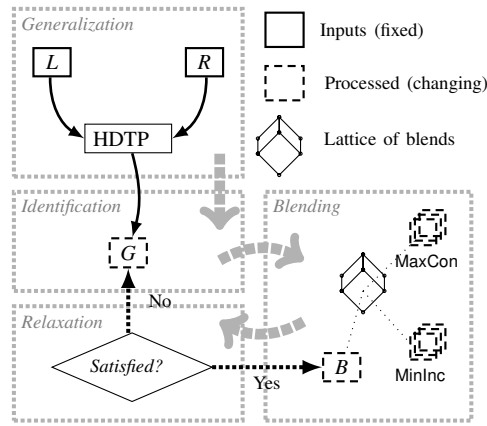 Generalization
L
R
HDTP
Inputs (fixed)
Processed (changing)
Lattice of blends
Identification
G
Blending
MaxCon
MinInc
B
No
Relaxation
Satisfied?
Yes